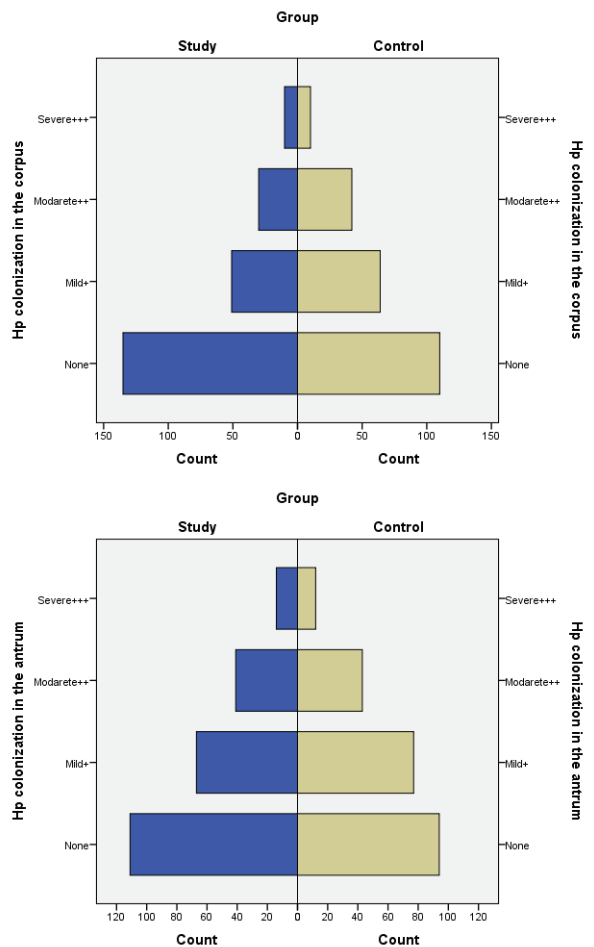 Group
Study Control
Hp colonization in the corpus
Severe+++ Severe+++
Modarete++ Modarete++
Mild+ Mild+
None None
Hp colonization in the corpus
150 100 50 0 50 100 150
Count Count
Group
Study Control
Hp colonization in the antrum
Severe+++ Severe+++
Modarete++ Modarete++
Mild+ Mild+
None None
Hp colonization in the antrum
120 100 80 60 40 20 0 20 40 60 80 100 120
Count Count